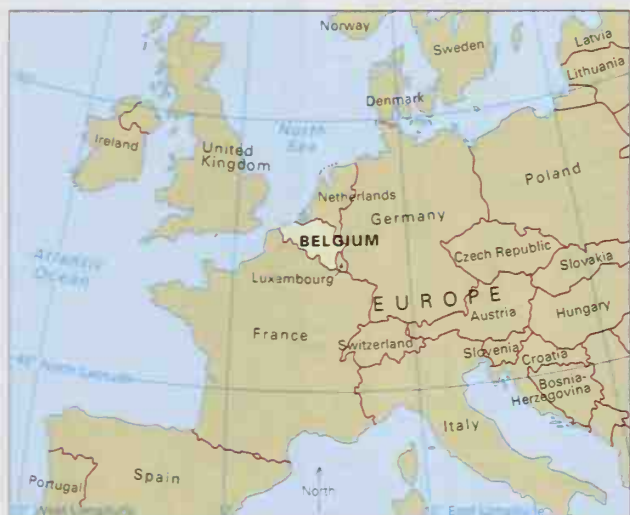 Norway
Sweden
Latvia
Lithuania
Denmark
North
Sea
Ireland
United
Kingdom
Netherlands
Germany
Poland
BELGIUM
Czech Republic
Slovakia
Atlantic
Ocean
Luxembourg
EUROPE
Austria
Hungary
France
Switzerland
Slovenia
Croatia
Bosnia-
Herzegovina
Italy
Spain
Portugal
North